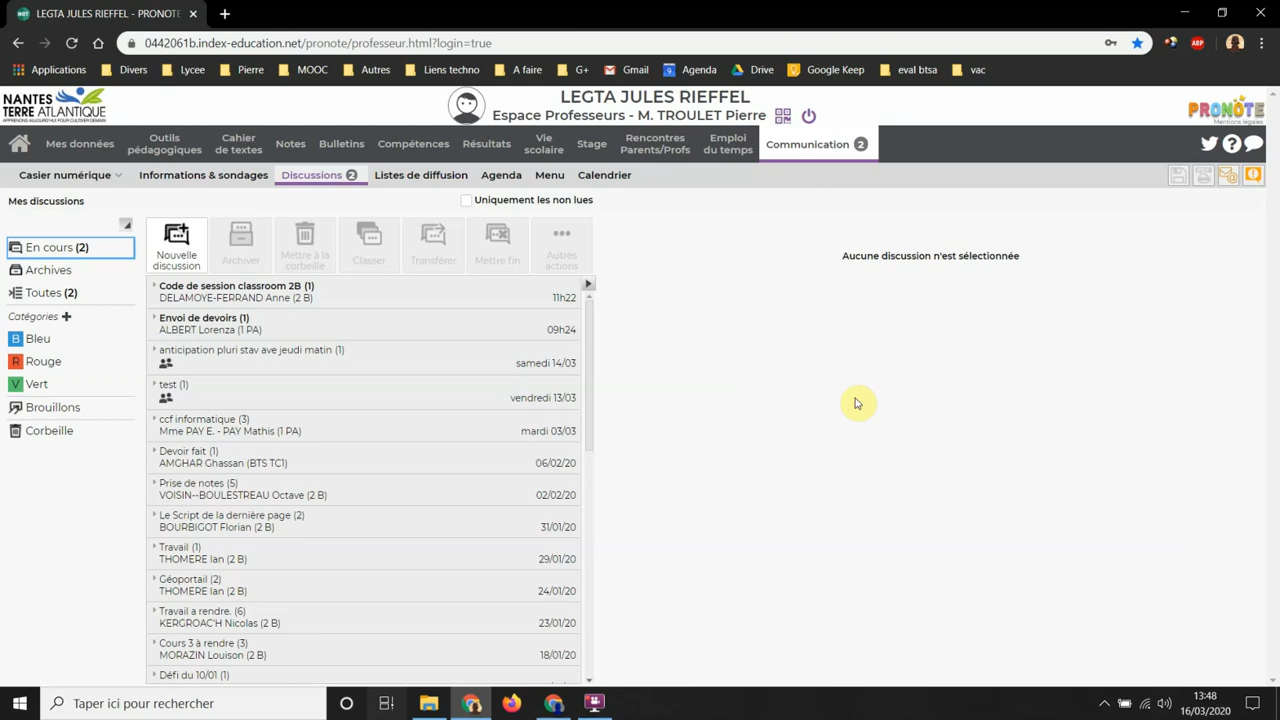 LEGTA JULES RIEFFEL - PRONOTE
0442061b.index-education.net/pronote/professeur.html?login=true
Applications Divers Lycee Pierre MOOC Autres Liens techno A faire G+ Gmail 9 Agenda Drive Google Keep eval btsa vac
NANTES
TERRE ATLANTIQUE
LEGTA JULES RIEFFEL
Espace Professeurs - M. TROULET Pierre
PRONOTE
Mentions légales
Mes données Outils pédagogiques Cahier de textes Notes Bulletins Compétences Résultats Vie scolaire Stage Rencontres Parents/Profs Emploi du temps Communication 2
Casier numérique Informations & sondages Discussions 2 Listes de diffusion Agenda Menu Calendrier
Mes discussions
Uniquement les non lues
En cours (2)
Archives
Toutes (2)
Catégories
B Bleu
R Rouge
V Vert
Brouillons
Corbeille
Nouvelle discussion
Archiver
Mettre à la corbeille
Classer
Transférer
Mettre fin
Autres actions
Code de session classroom 2B (1)
DELAMOYE-FERRAND Anne (2 B) 11h22
Envoi de devoirs (1)
ALBERT Lorenza (1 PA) 09h24
anticipation pluri stav ave jeudi matin (1)
samedi 14/03
test (1)
vendredi 13/03
ccf informatique (3)
Mme PAY E. - PAY Mathis (1 PA) mardi 03/03
Devoir fait (1)
AMGHAR Ghassan (BTS TC1) 06/02/20
Prise de notes (5)
VOISIN--BOULESTREAU Octave (2 B) 02/02/20
Le Script de la dernière page (2)
BOURBIGOT Florian (2 B) 31/01/20
Travail (1)
THOMERE Ian (2 B) 29/01/20
Géoportail (2)
THOMERE Ian (2 B) 24/01/20
Travail a rendre. (6)
KERGROAC'H Nicolas (2 B) 23/01/20
Cours 3 à rendre (3)
MORAZIN Louison (2 B) 18/01/20
Défi du 10/01 (1)
Aucune discussion n'est sélectionnée
Taper ici pour rechercher
13:48
16/03/2020